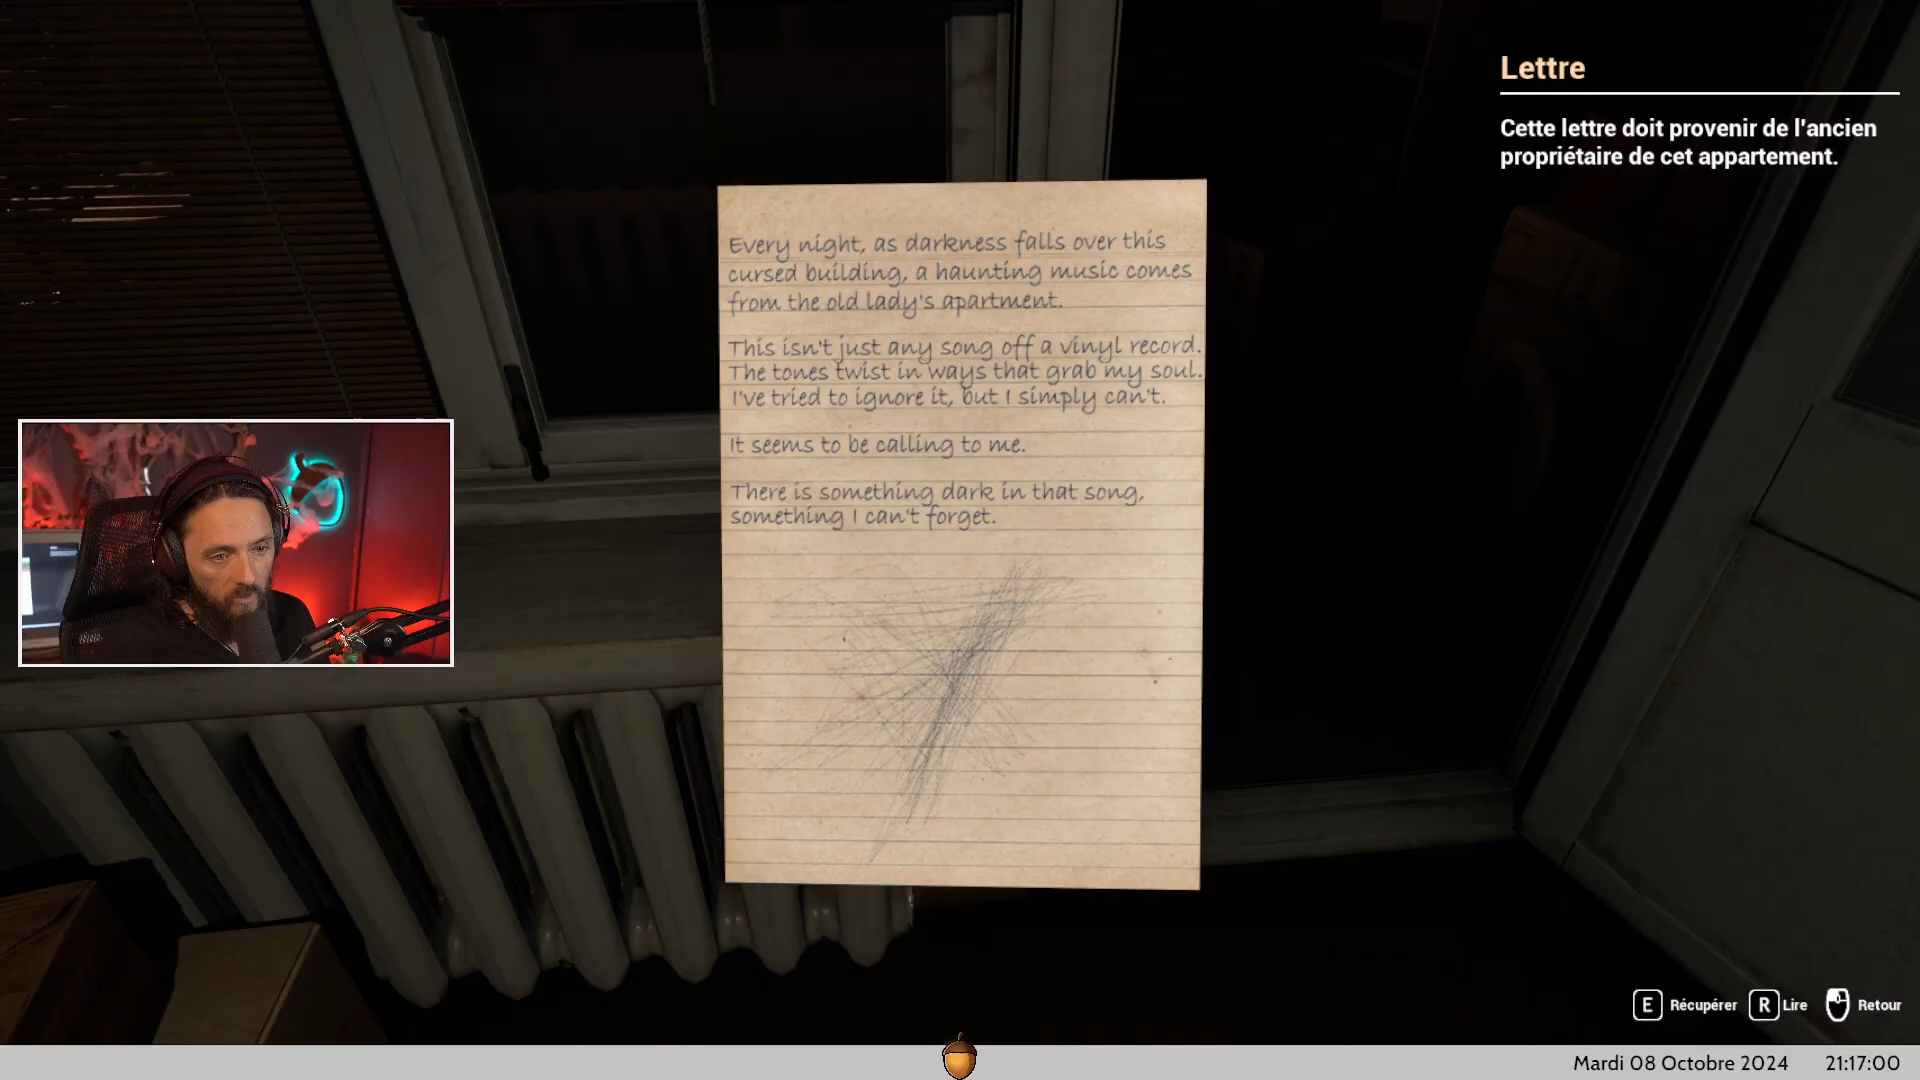 Lettre
Cette lettre doit provenir de l'ancien
propriétaire de cet appartement.
Every night, as darkness falls over this
cursed building, a haunting music comes
from the old lady's apartment.
This isn't just any song off a vinyl record.
The tones twist in ways that grab my soul.
I've tried to ignore it, but I simply can't.
It seems to be calling to me.
There is something dark in that song,
something I can't forget.
E Récupérer R Lire Retour
Mardi 08 Octobre 2024 21:17:00